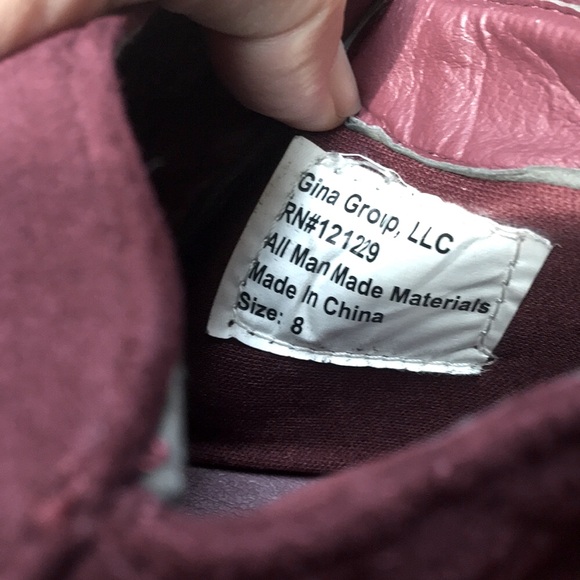 Gina Group, LLC
RN#121229
All Man Made Materials
Made In China
Size: 8